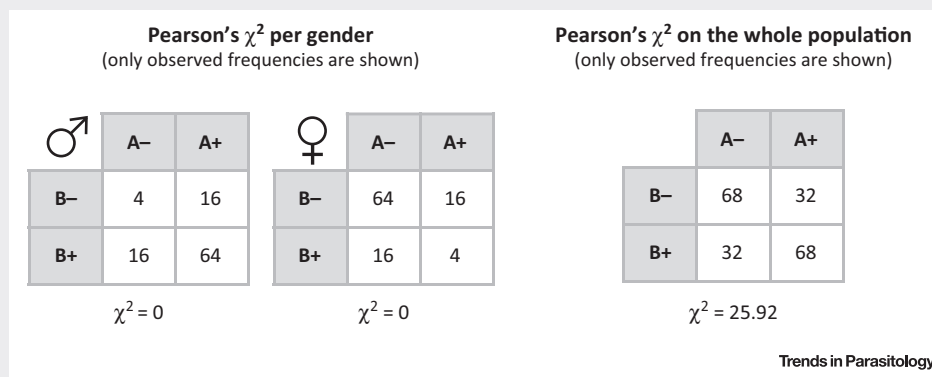 Pearson's χ² per gender
(only observed frequencies are shown)
Pearson's χ² on the whole population
(only observed frequencies are shown)
♂ A– A+
B– 4 16
B+ 16 64
χ² = 0
♀ A– A+
B– 64 16
B+ 16 4
χ² = 0
A– A+
B– 68 32
B+ 32 68
χ² = 25.92
Trends in Parasitology